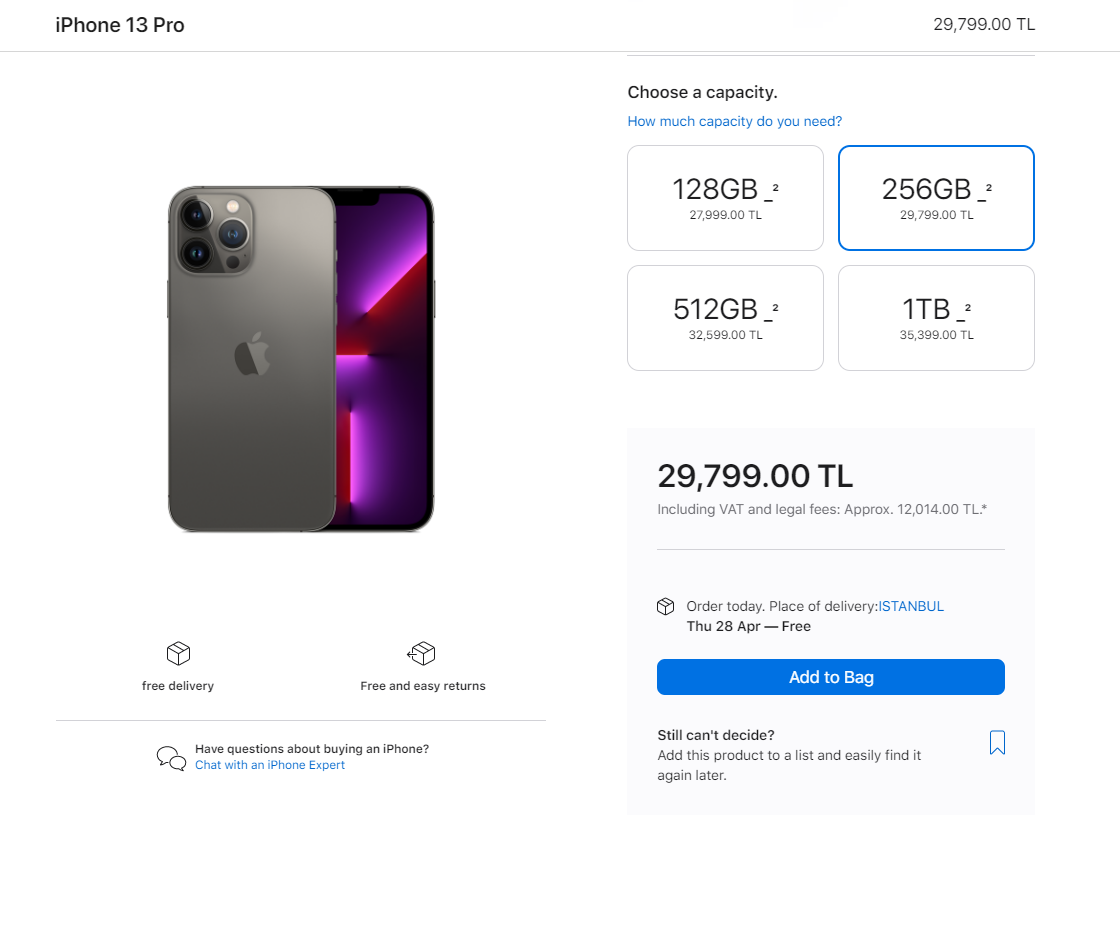 iPhone 13 Pro
29,799.00 TL
Choose a capacity.
How much capacity do you need?
128GB _²
27,999.00 TL
256GB _²
29,799.00 TL
512GB _²
32,599.00 TL
1TB _²
35,399.00 TL
29,799.00 TL
Including VAT and legal fees: Approx. 12,014.00 TL.*
Order today. Place of delivery:ISTANBUL
Thu 28 Apr — Free
Add to Bag
Still can't decide?
Add this product to a list and easily find it
again later.
free delivery
Free and easy returns
Have questions about buying an iPhone?
Chat with an iPhone Expert